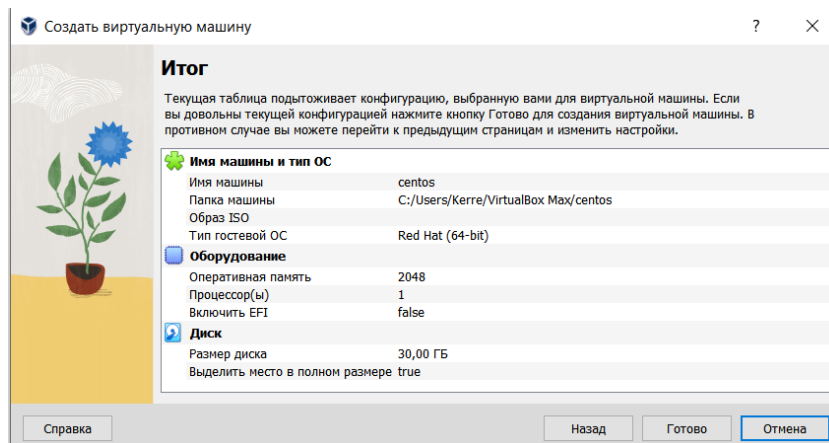 Создать виртуальную машину
? ×
Итог
Текущая таблица подытоживает конфигурацию, выбранную вами для виртуальной машины. Если
вы довольны текущей конфигурацией нажмите кнопку Готово для создания виртуальной машины. В
противном случае вы можете перейти к предыдущим страницам и изменить настройки.
Имя машины и тип ОС
Имя машины centos
Папка машины C:/Users/Kerre/VirtualBox Max/centos
Образ ISO
Тип гостевой ОС Red Hat (64-bit)
Оборудование
Оперативная память 2048
Процессор(ы) 1
Включить EFI false
Диск
Размер диска 30,00 ГБ
Выделить место в полном размере true
Справка Назад Готово Отмена